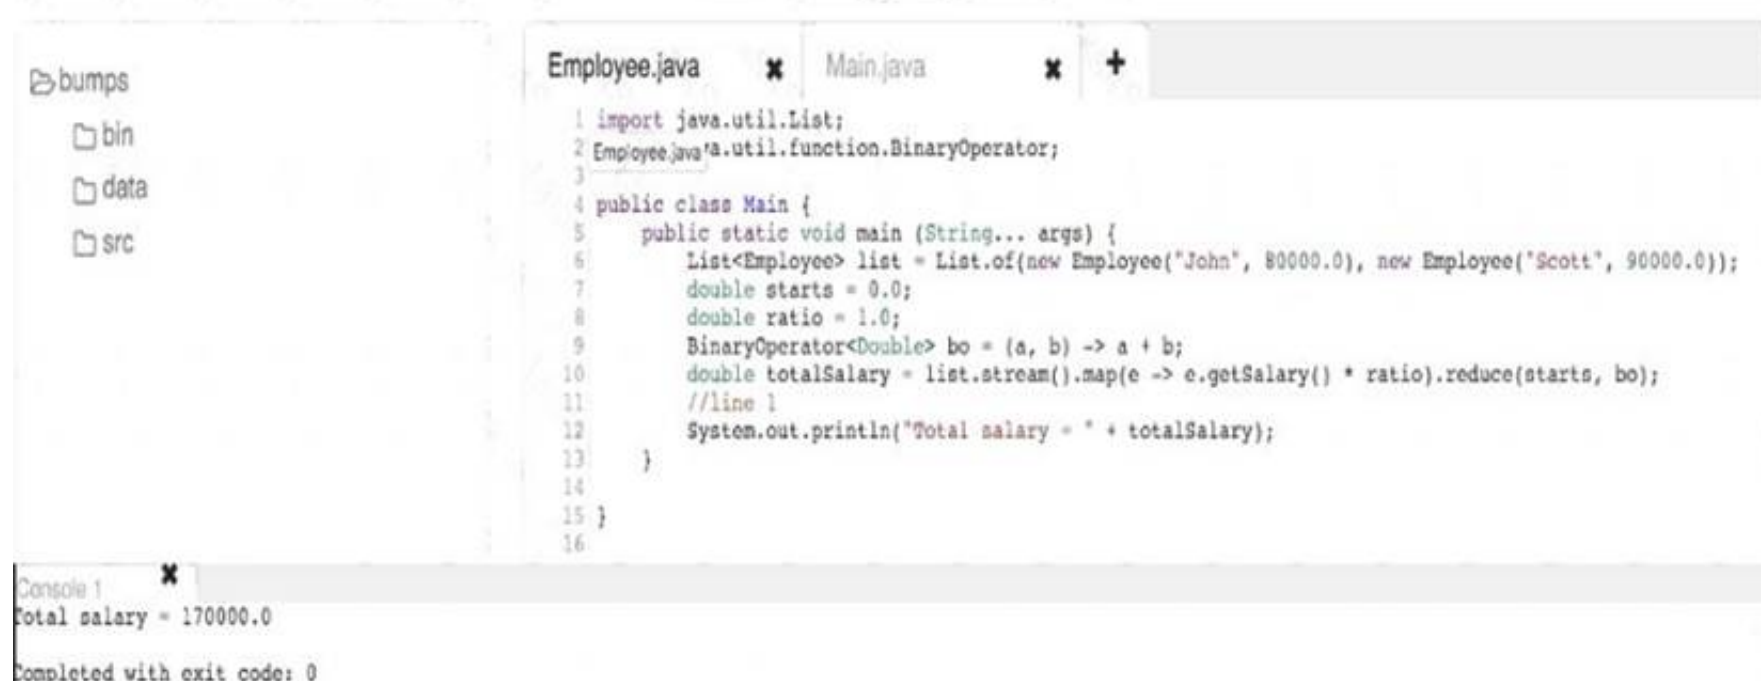 bumps
bin
data
src
Employee.java
Main.java
1 import java.util.List;
2 Employee.java a.util.function.BinaryOperator;
3
4 public class Main {
5 public static void main (String... args) {
6 List<Employee> list = List.of(new Employee("John", 80000.0), new Employee("Scott", 90000.0));
7 double starts = 0.0;
8 double ratio = 1.0;
9 BinaryOperator<Double> bo = (a, b) -> a + b;
10 double totalSalary = list.stream().map(e -> e.getSalary() * ratio).reduce(starts, bo);
11 //line 1
12 System.out.println("Total salary = " + totalSalary);
13 }
14
15 }
16
Console 1
Total salary = 170000.0
Completed with exit code: 0